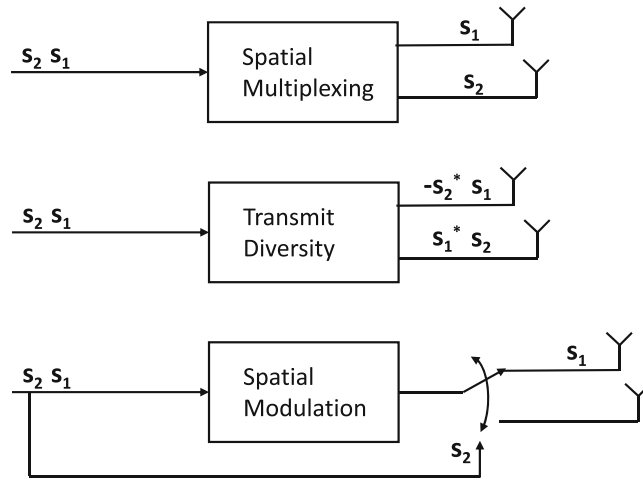 s₁
s₂ s₁
Spatial
Multiplexing
s₂
-s₂* s₁
s₂ s₁
Transmit
Diversity
s₁* s₂
s₁
s₂ s₁
Spatial
Modulation
s₂